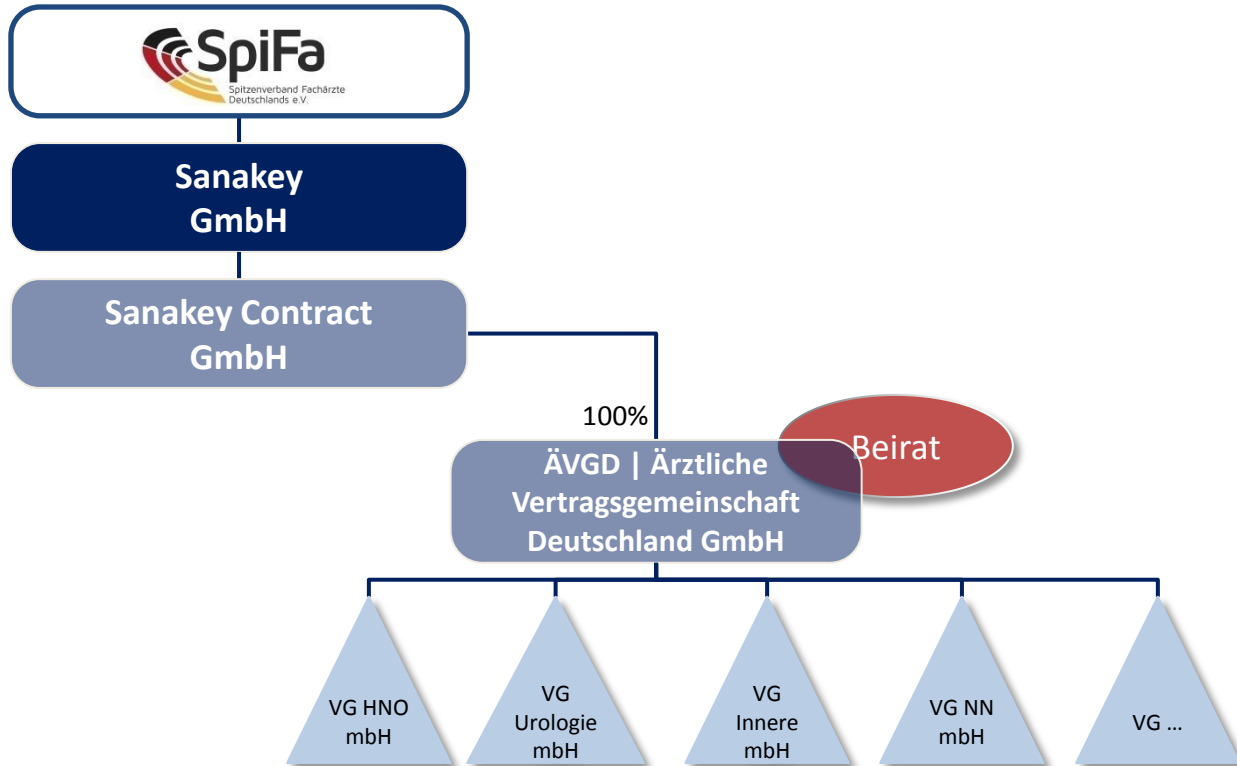 SpiFa
Spitzenverband Fachärzte
Deutschlands e.V.
Sanakey
GmbH
Sanakey Contract
GmbH
100%
Beirat
ÄVGD | Ärztliche
Vertragsgemeinschaft
Deutschland GmbH
VG HNO
mbH
VG
Urologie
mbH
VG
Innere
mbH
VG NN
mbH
VG ...